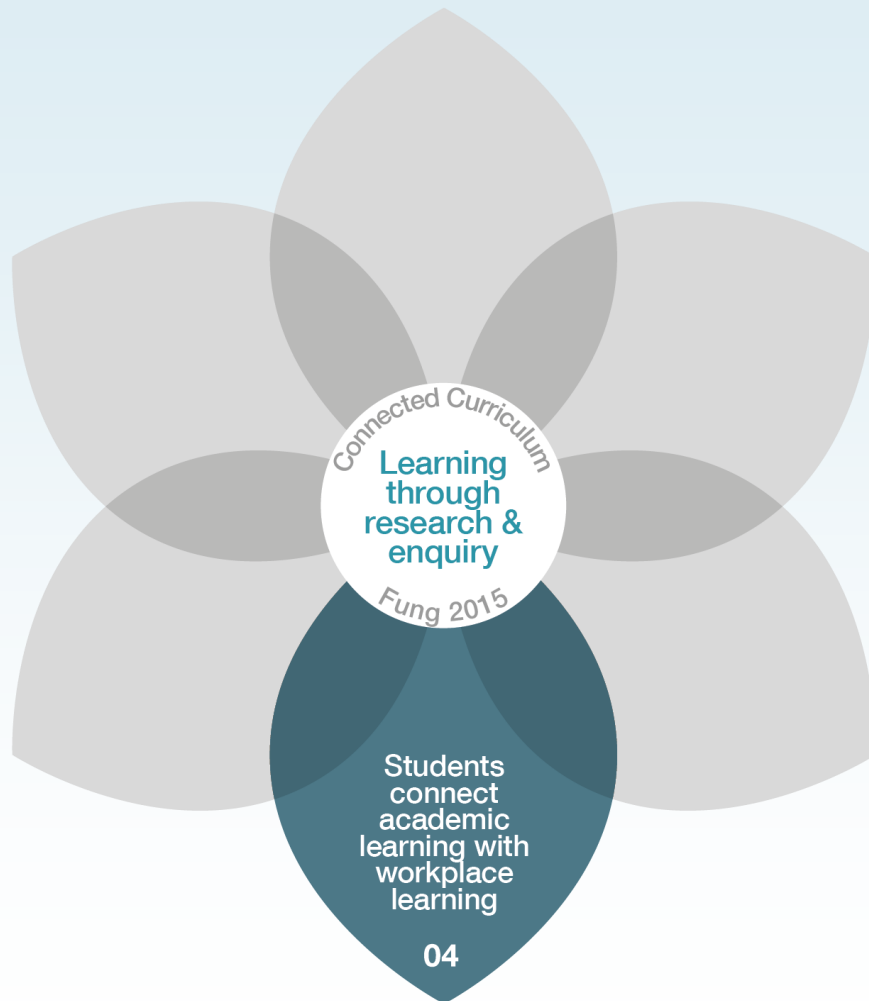 Connected Curriculum
Learning
through
research &
enquiry
Fung 2015
Students
connect
academic
learning with
workplace
learning
04